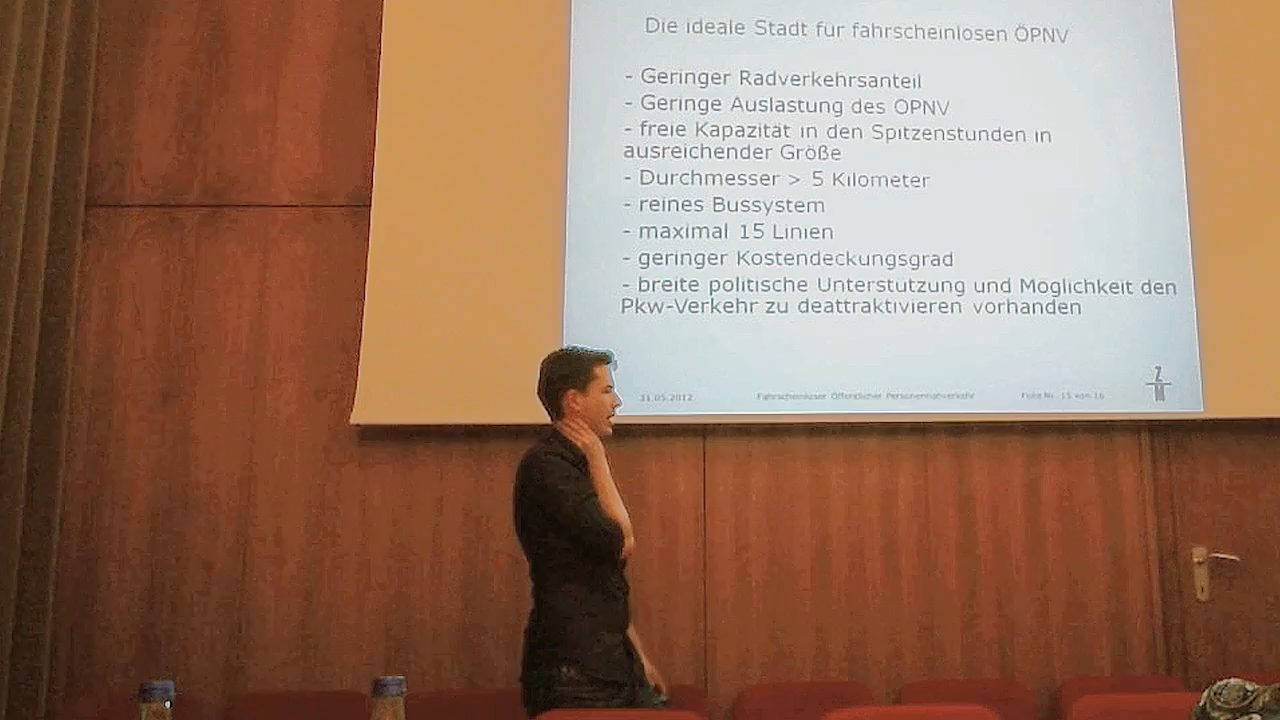 Die ideale Stadt für fahrscheinlosen ÖPNV
- Geringer Radverkehrsanteil
- Geringe Auslastung des ÖPNV
- freie Kapazität in den Spitzenstunden in
ausreichender Größe
- Durchmesser > 5 Kilometer
- reines Bussystem
- maximal 15 Linien
- geringer Kostendeckungsgrad
- breite politische Unterstützung und Möglichkeit den
Pkw-Verkehr zu deattraktivieren vorhanden
31.05.2012 Fahrscheinloser Öffentlicher Personennahverkehr Folie Nr. 15 von 16
Z
M